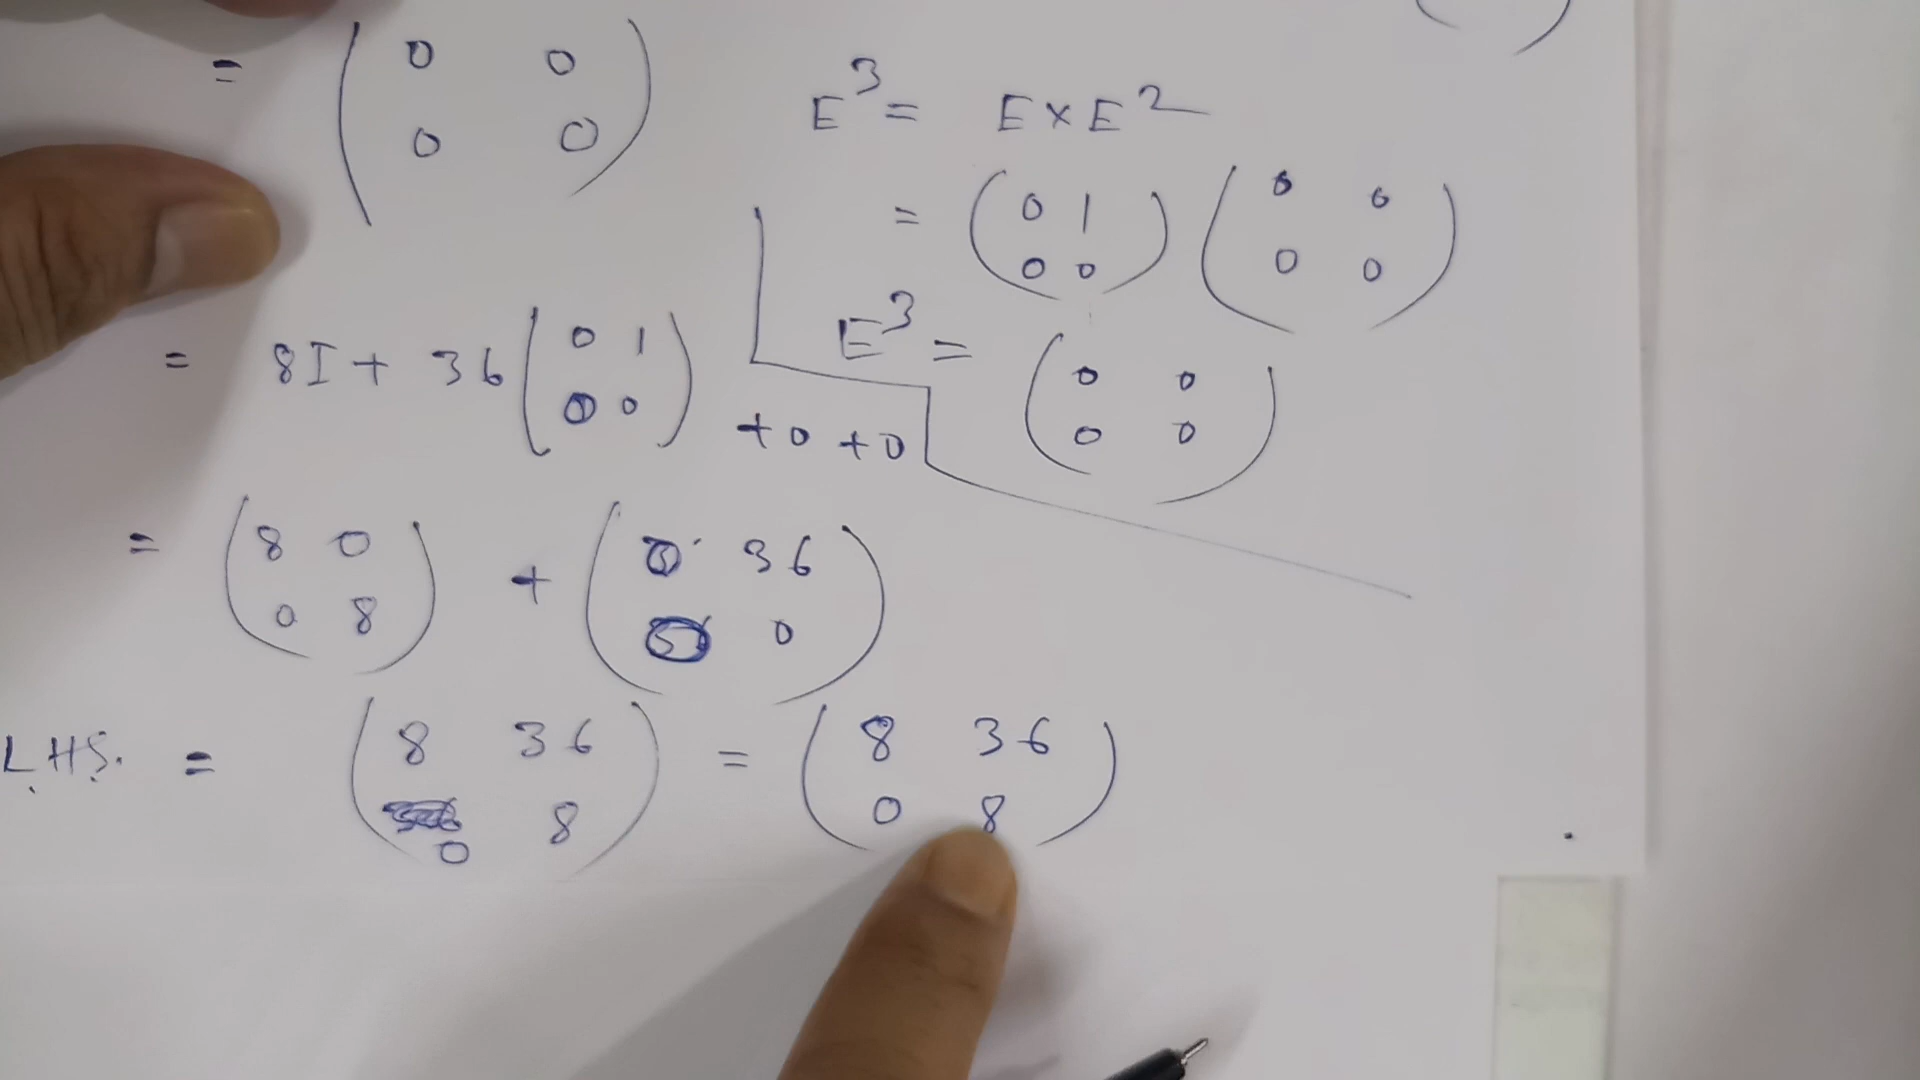 = ( 0 0
0 0 )
E³ = E×E²
= ( 0 1
0 0 ) ( 0 0
0 0 )
E³ = ( 0 0
0 0 )
= 8I + 36 ( 0 1
0 0 ) +0 +0
= ( 8 0
0 8 ) + ( 0 36
0 )
L.H.S. = ( 8 36
0 8 ) = ( 8 36
0 8 )